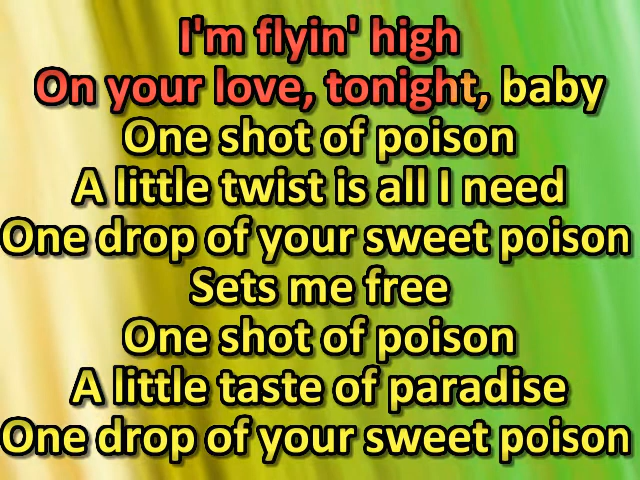 I'm flyin' high
On your love, tonight, baby
One shot of poison
A little twist is all I need
One drop of your sweet poison
Sets me free
One shot of poison
A little taste of paradise
One drop of your sweet poison